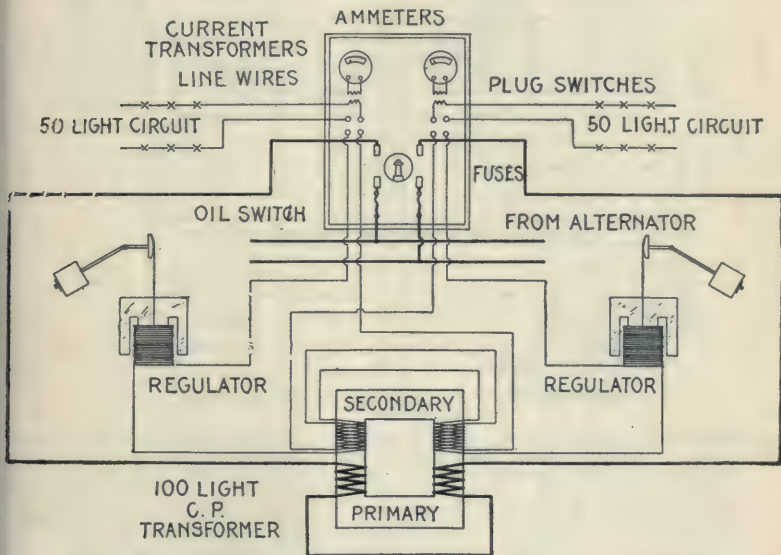 AMMETERS
CURRENT
TRANSFORMERS
LINE WIRES
PLUG SWITCHES
50 LIGHT CIRCUIT
50 LIGHT CIRCUIT
FUSES
OIL SWITCH
FROM ALTERNATOR
REGULATOR
REGULATOR
SECONDARY
100 LIGHT
C. P.
TRANSFORMER
PRIMARY